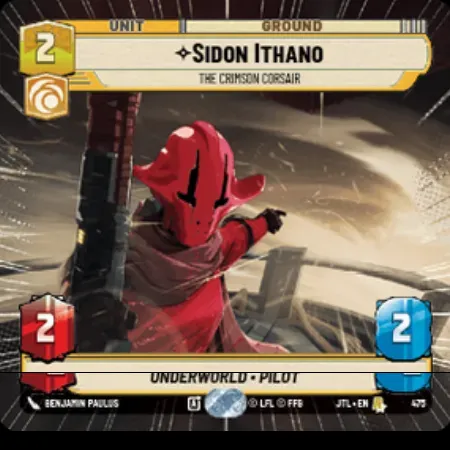 UNIT GROUND
2 ✧SIDON ITHANO
THE CRIMSON CORSAIR
2 2
UNDERWORLD • PILOT
BENJAMIN PAULUS A © LFL © FFG JTL • EN 475